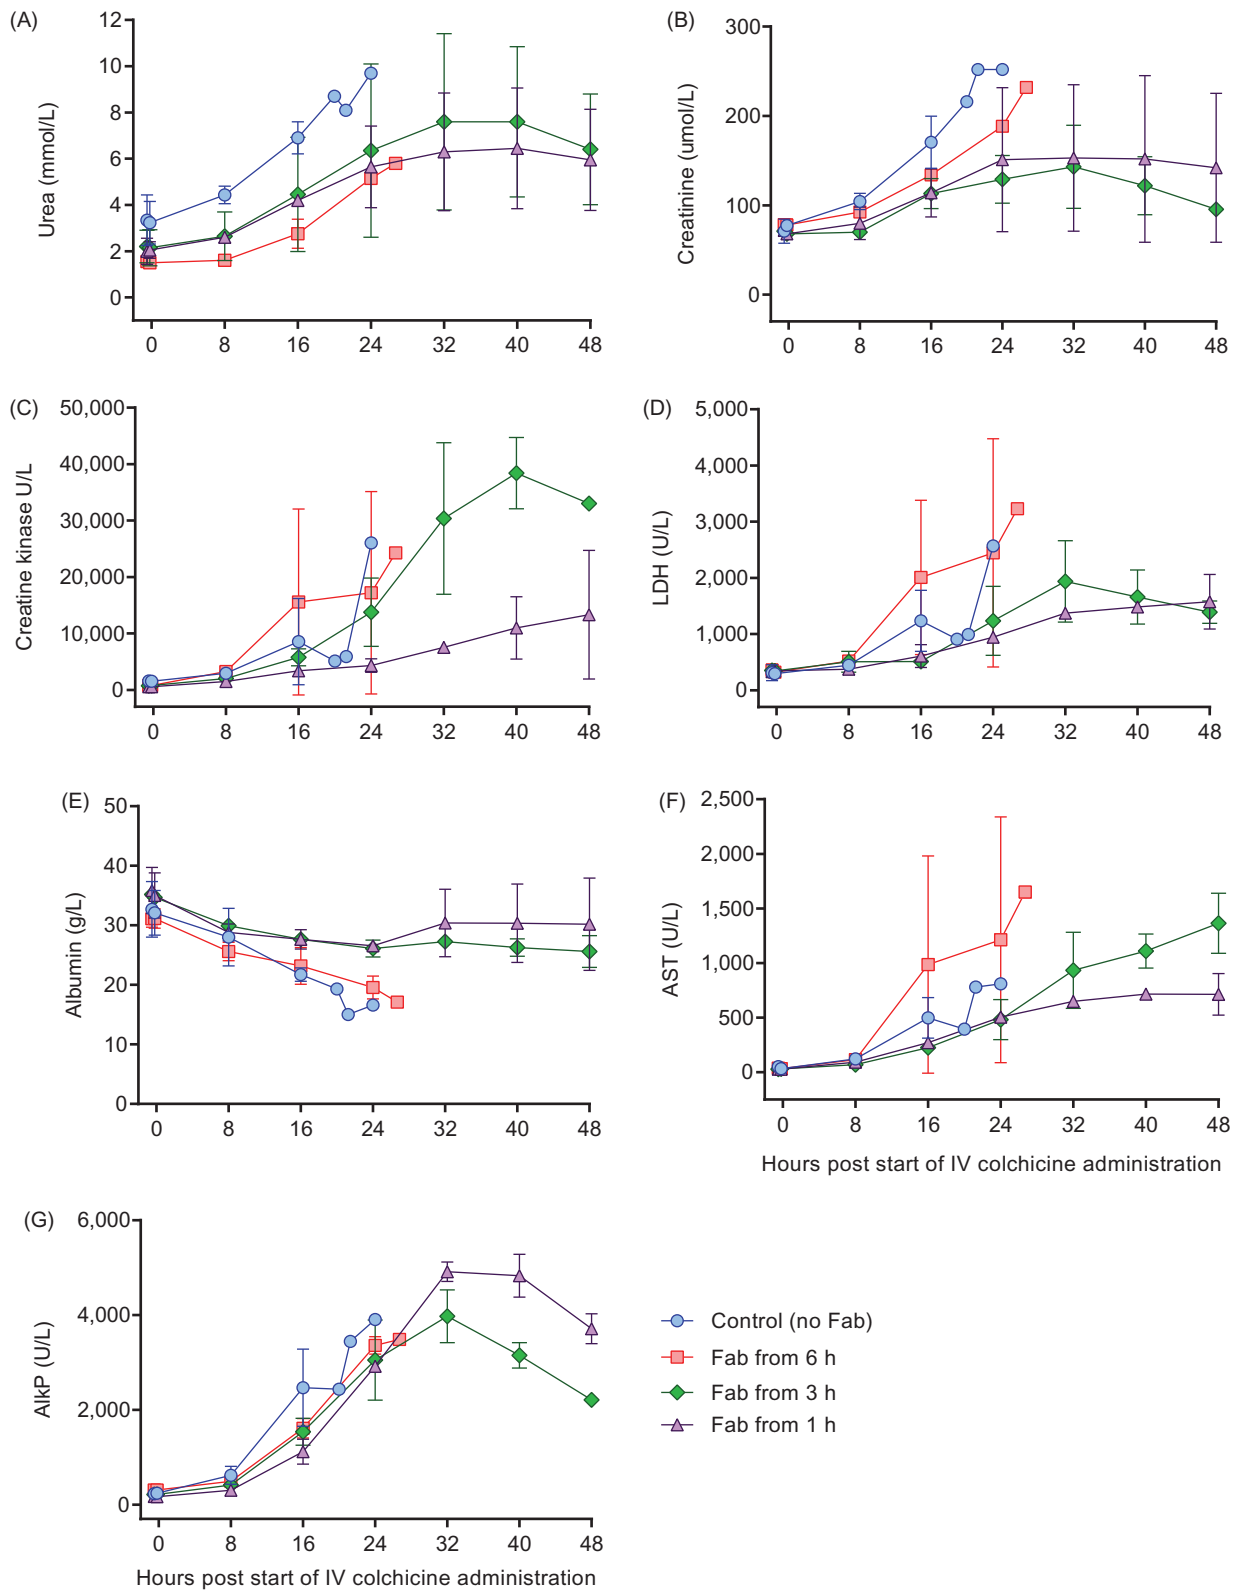 (A)
Urea (mmol/L)
12
10
8
6
4
2
0
0 8 16 24 32 40 48
(B)
Creatinine (umol/L)
300
200
100
0
0 8 16 24 32 40 48
(C)
Creatine kinase U/L
50,000
40,000
30,000
20,000
10,000
0
0 8 16 24 32 40 48
(D)
LDH (U/L)
5,000
4,000
3,000
2,000
1,000
0
0 8 16 24 32 40 48
(E)
Albumin (g/L)
50
40
30
20
10
0
0 8 16 24 32 40 48
(F)
AST (U/L)
2,500
2,000
1,500
1,000
500
0
0 8 16 24 32 40 48
Hours post start of IV colchicine administration
(G)
AlkP (U/L)
6,000
4,000
2,000
0
0 8 16 24 32 40 48
Hours post start of IV colchicine administration
Control (no Fab)
Fab from 6 h
Fab from 3 h
Fab from 1 h